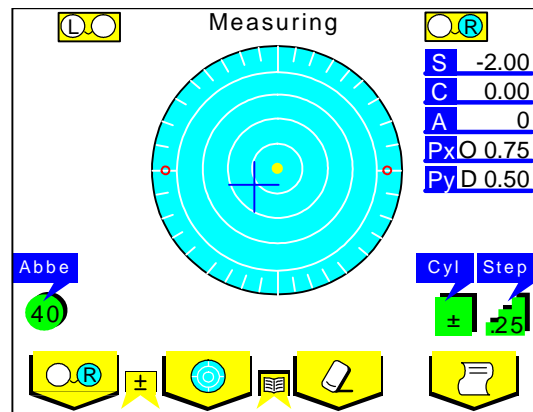 Measuring
L
R
S -2.00
C 0.00
A 0
Px O 0.75
Py D 0.50
Abbe
40
Cyl Step
± .25
R
±